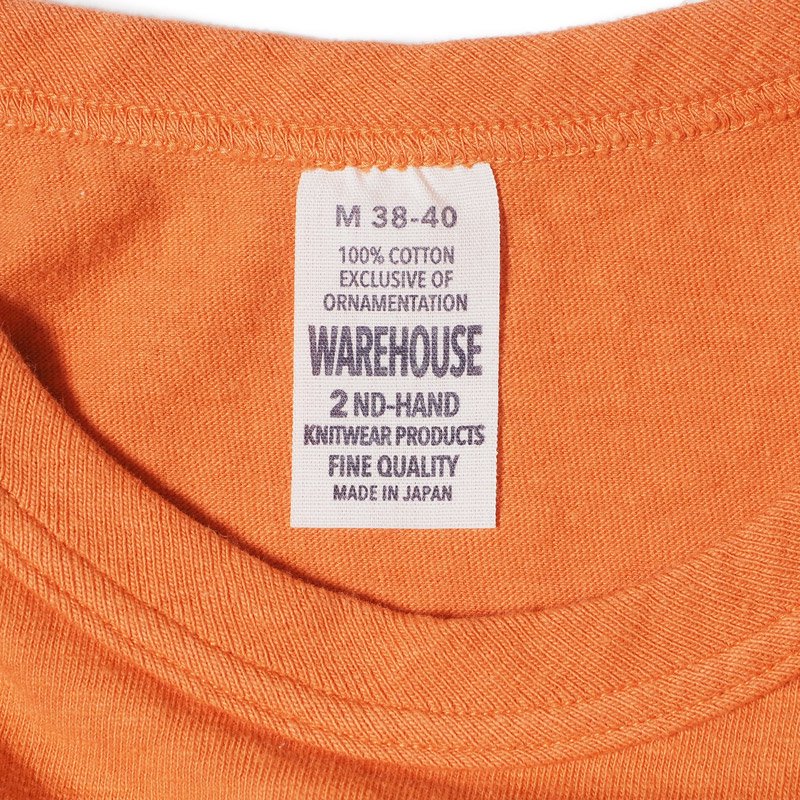 M 38-40
100% COTTON
EXCLUSIVE OF
ORNAMENTATION
WAREHOUSE
2 ND-HAND
KNITWEAR PRODUCTS
FINE QUALITY
MADE IN JAPAN